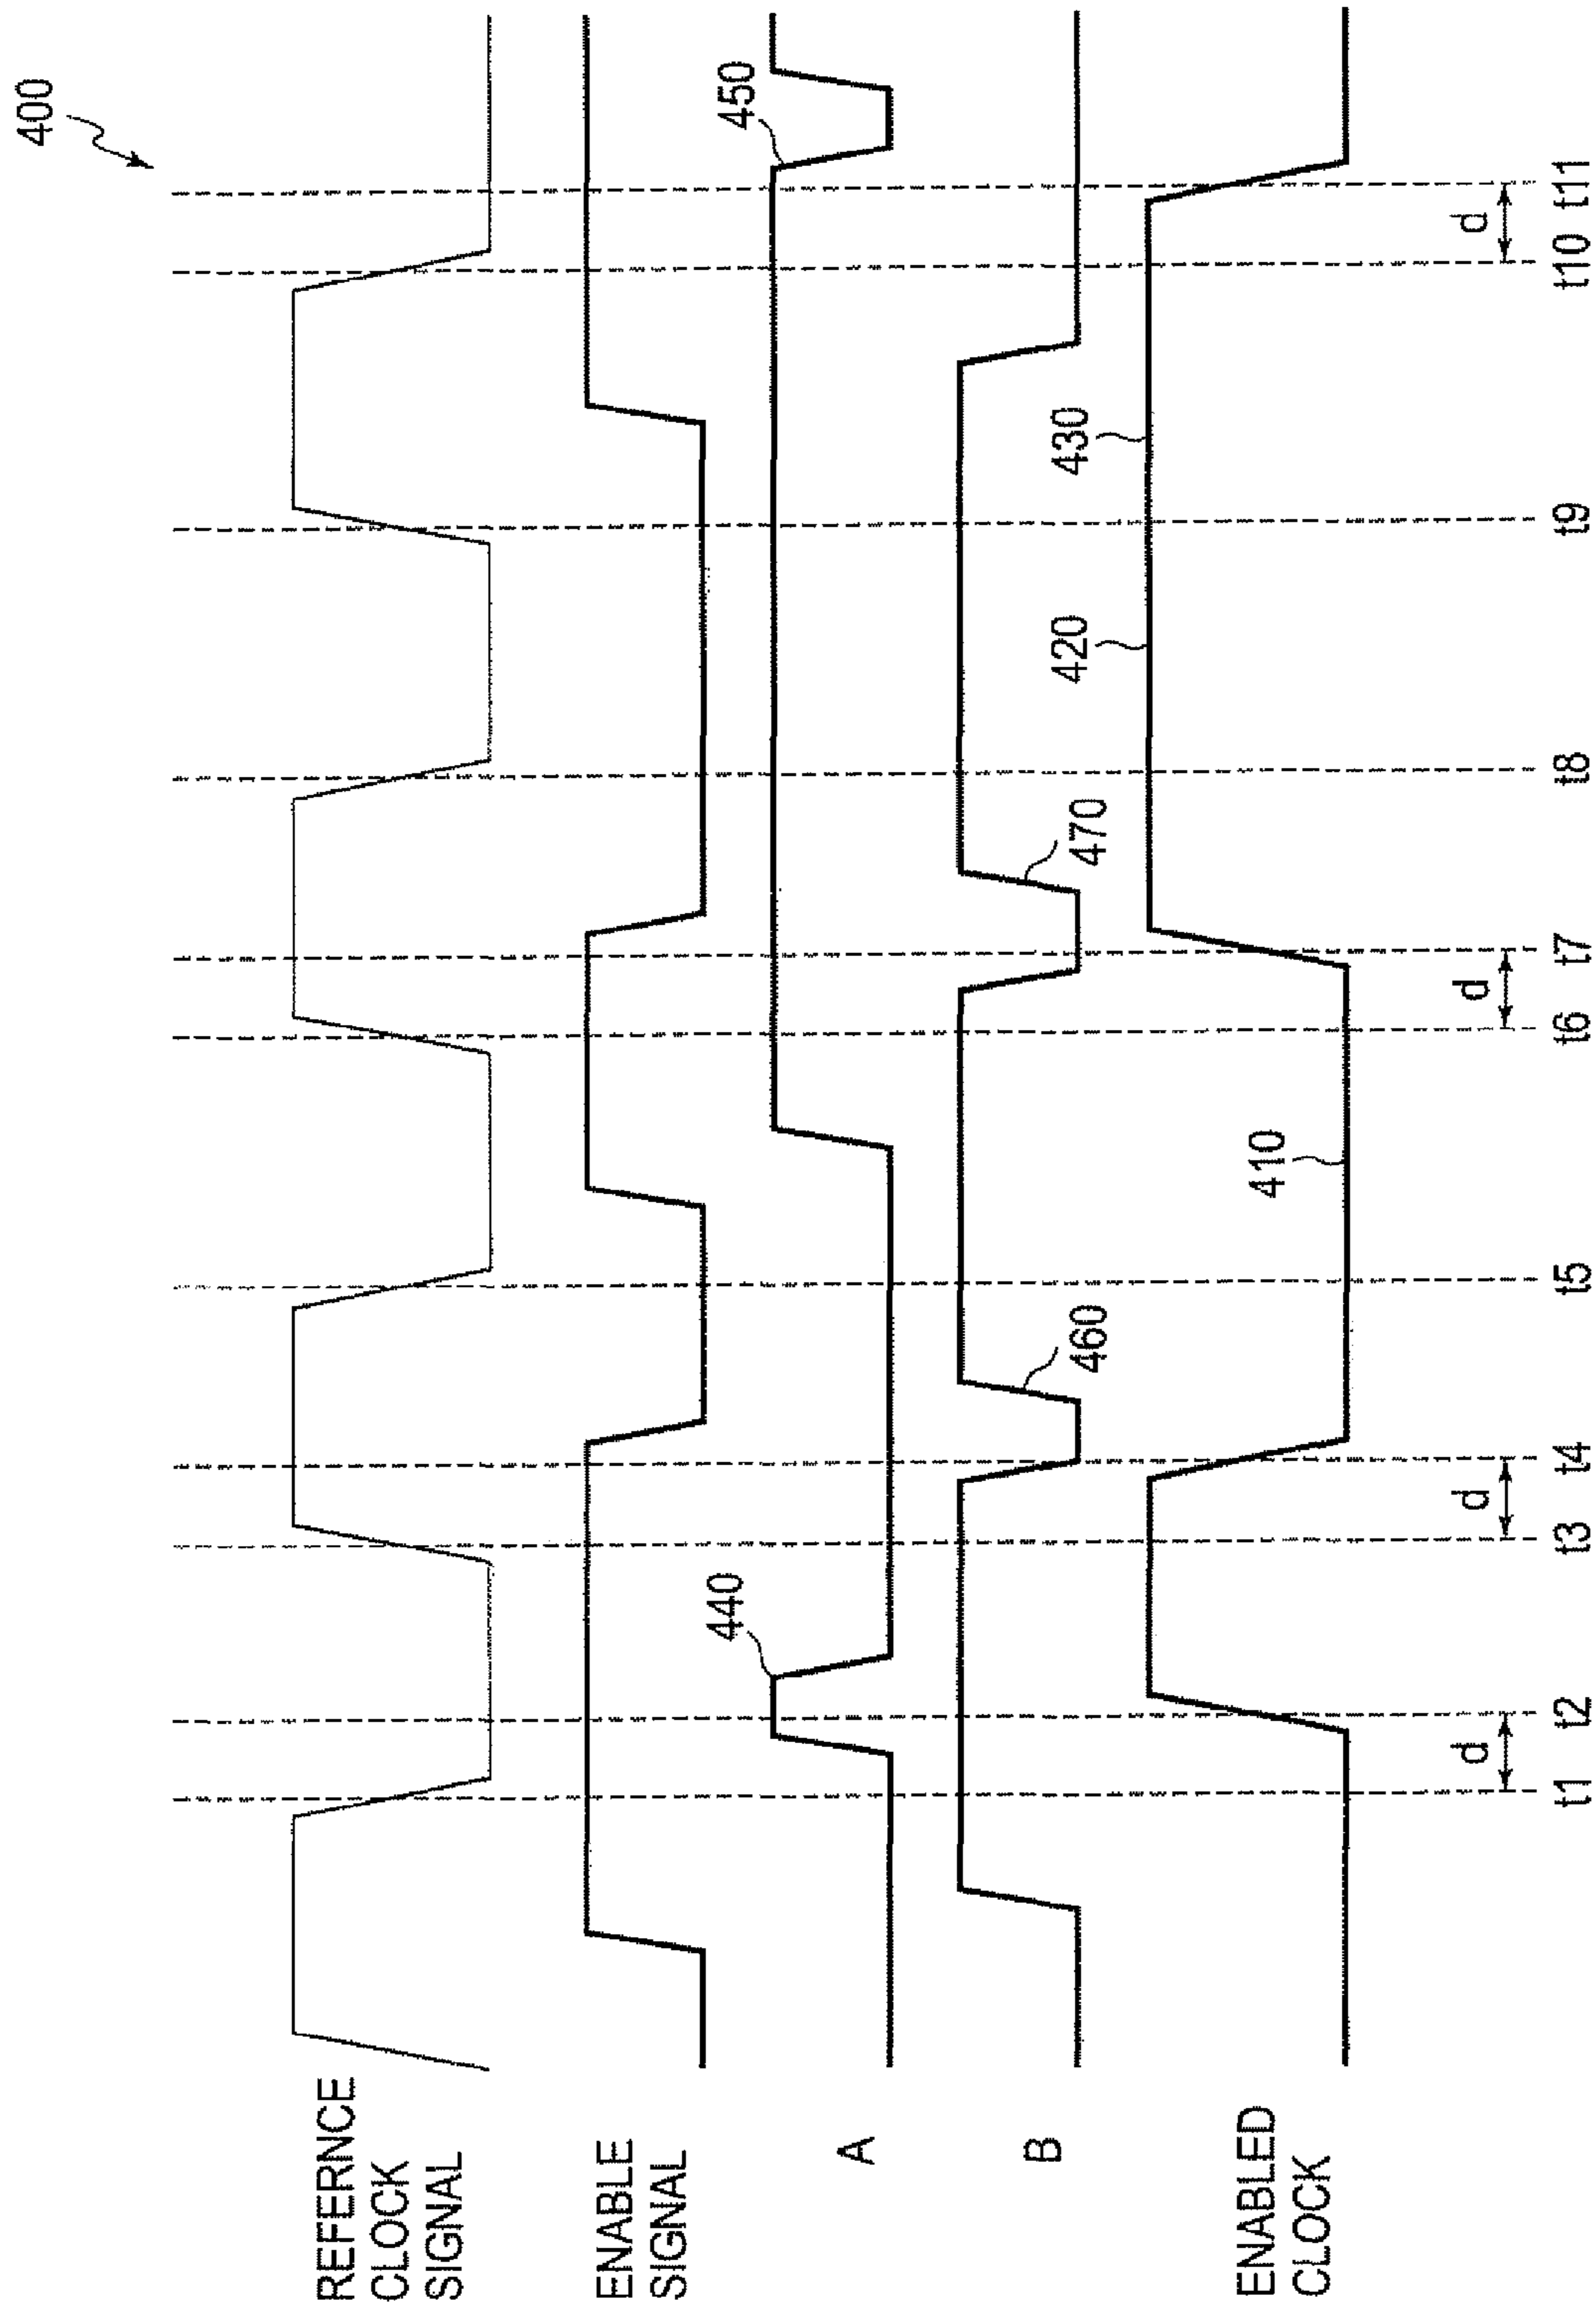 400
REFERNCE
CLOCK
SIGNAL
ENABLE
SIGNAL
440
450
A
B
460
470
420
430
410
ENABLED
CLOCK
d
d
d
d
t1
t2
t3
t4
t5
t6
t7
t8
t9
t10
t11